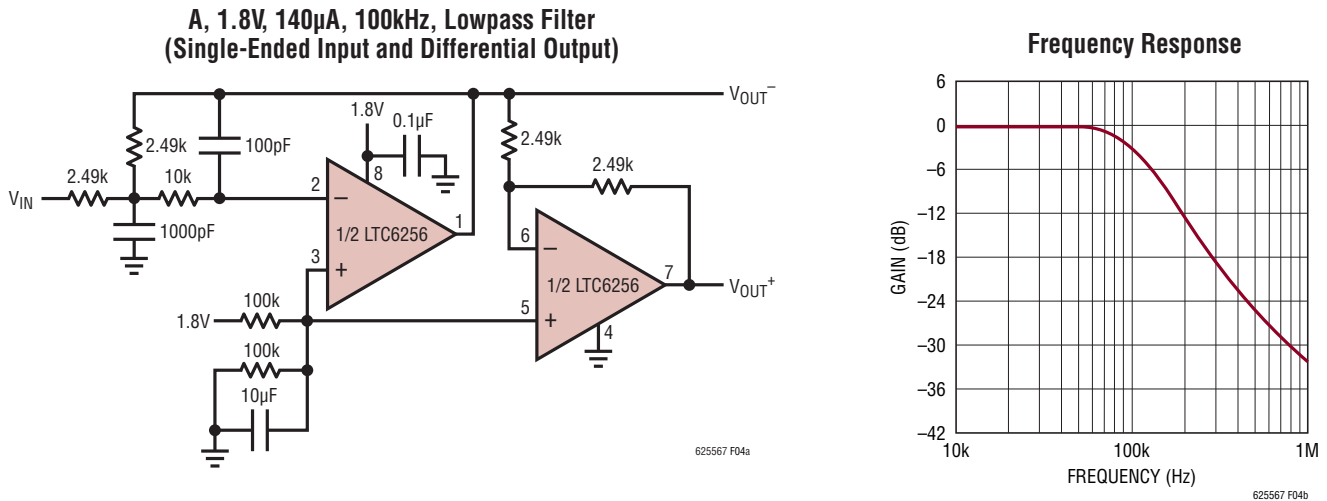 A, 1.8V, 140µA, 100kHz, Lowpass Filter
(Single-Ended Input and Differential Output)
VOUT–
1.8V
0.1µF
2.49k
100pF
2.49k
2.49k
10k
8
2.49k
VIN
2
–
1
1000pF
1/2 LTC6256
6
–
3
+
7
1/2 LTC6256
VOUT+
100k
5
+
1.8V
4
100k
10µF
625567 F04a
Frequency Response
6
0
–6
–12
–18
–24
–30
–36
–42
GAIN (dB)
10k
100k
1M
FREQUENCY (Hz)
625567 F04b